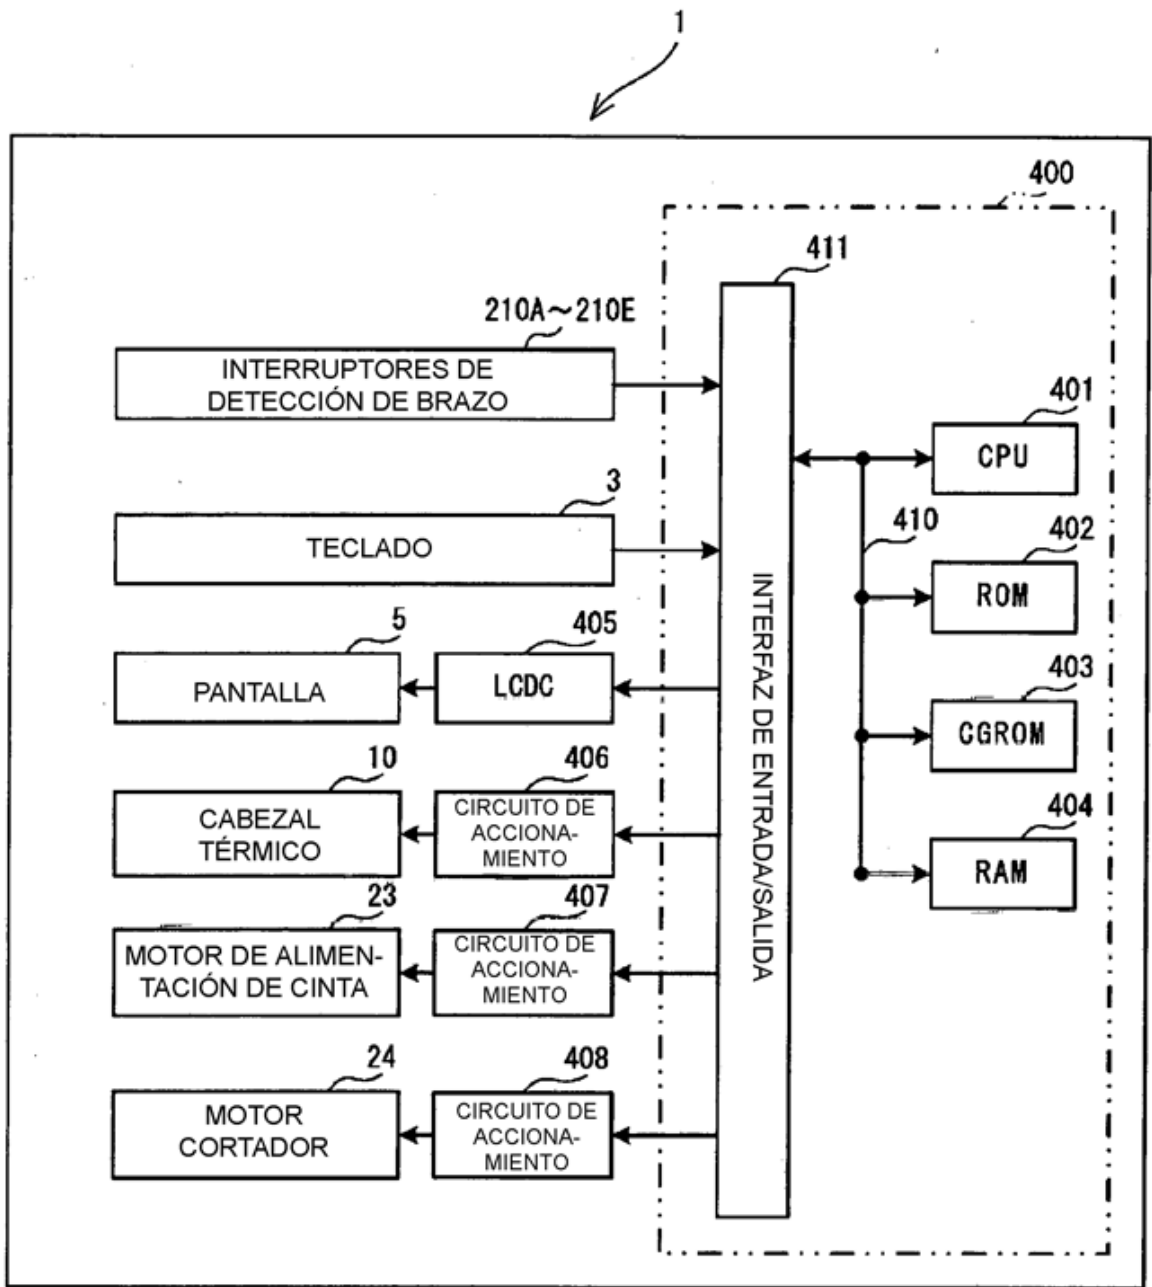 1
400
411
210A～210E
INTERRUPTORES DE
DETECCIÓN DE BRAZO
401
CPU
3
TECLADO
410
402
ROM
5
PANTALLA
405
LCDC
403
CGROM
10
CABEZAL
TÉRMICO
406
CIRCUITO DE
ACCIONA-
MIENTO
404
RAM
23
MOTOR DE ALIMEN-
TACIÓN DE CINTA
407
CIRCUITO DE
ACCIONA-
MIENTO
24
MOTOR
CORTADOR
408
CIRCUITO DE
ACCIONA-
MIENTO
INTERFAZ DE ENTRADA/SALIDA